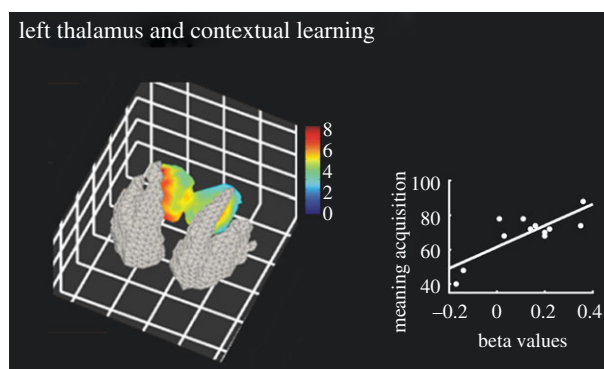 left thalamus and contextual learning
8
6
4
2
0
meaning acquisition
100
80
60
40
–0.2 0 0.2 0.4
beta values